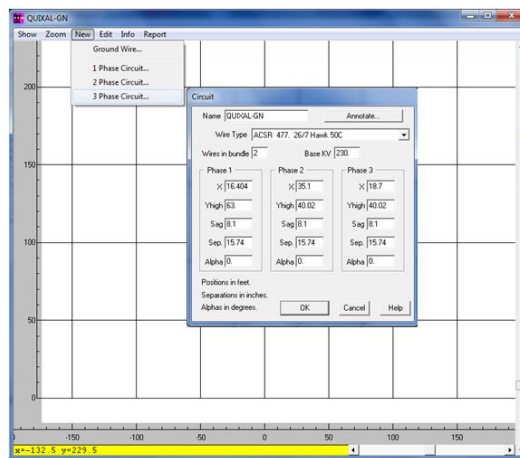 QUIXAL-GN
Show Zoom New Edit Info Report
Ground Wire...
1 Phase Circuit...
2 Phase Circuit...
3 Phase Circuit...
Circuit
Name QUIXAL-GN Annotate...
Wire Type ACSR 477. 26/7 Hawk 50C
Wires in bundle 2 Base KV 230.
Phase 1 Phase 2 Phase 3
X 16.404 X 35.1 X 18.7
Yhigh 63. Yhigh 40.02 Yhigh 40.02
Sag 8.1 Sag 8.1 Sag 8.1
Sep. 15.74 Sep. 15.74 Sep. 15.74
Alpha 0. Alpha 0. Alpha 0.
Positions in feet.
Separations in inches.
Alphas in degrees. OK Cancel Help
200
150
100
50
0
-150 -100 -50 0 50 100 150
x=-132.5 y=229.5